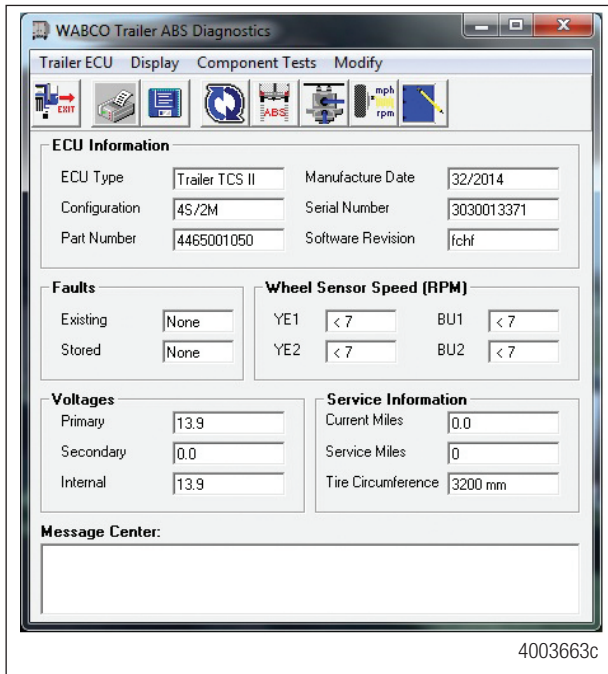 WABCO Trailer ABS Diagnostics
Trailer ECU Display Component Tests Modify
EXIT ABS mph rpm
ECU Information
ECU Type Trailer TCS II Manufacture Date 32/2014
Configuration 4S/2M Serial Number 3030013371
Part Number 4465001050 Software Revision fchf
Faults Wheel Sensor Speed (RPM)
Existing None YE1 < 7 BU1 < 7
Stored None YE2 < 7 BU2 < 7
Voltages Service Information
Primary 13.9 Current Miles 0.0
Secondary 0.0 Service Miles 0
Internal 13.9 Tire Circumference 3200 mm
Message Center:
4003663c